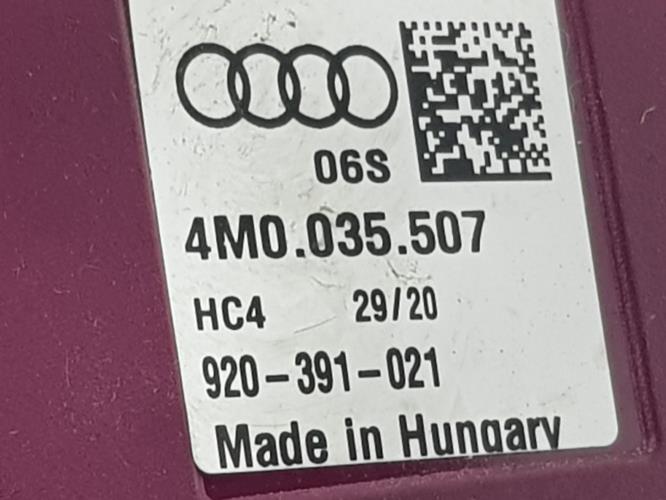 06S
4M0.035.507
HC4 29/20
920-391-021
Made in Hungary